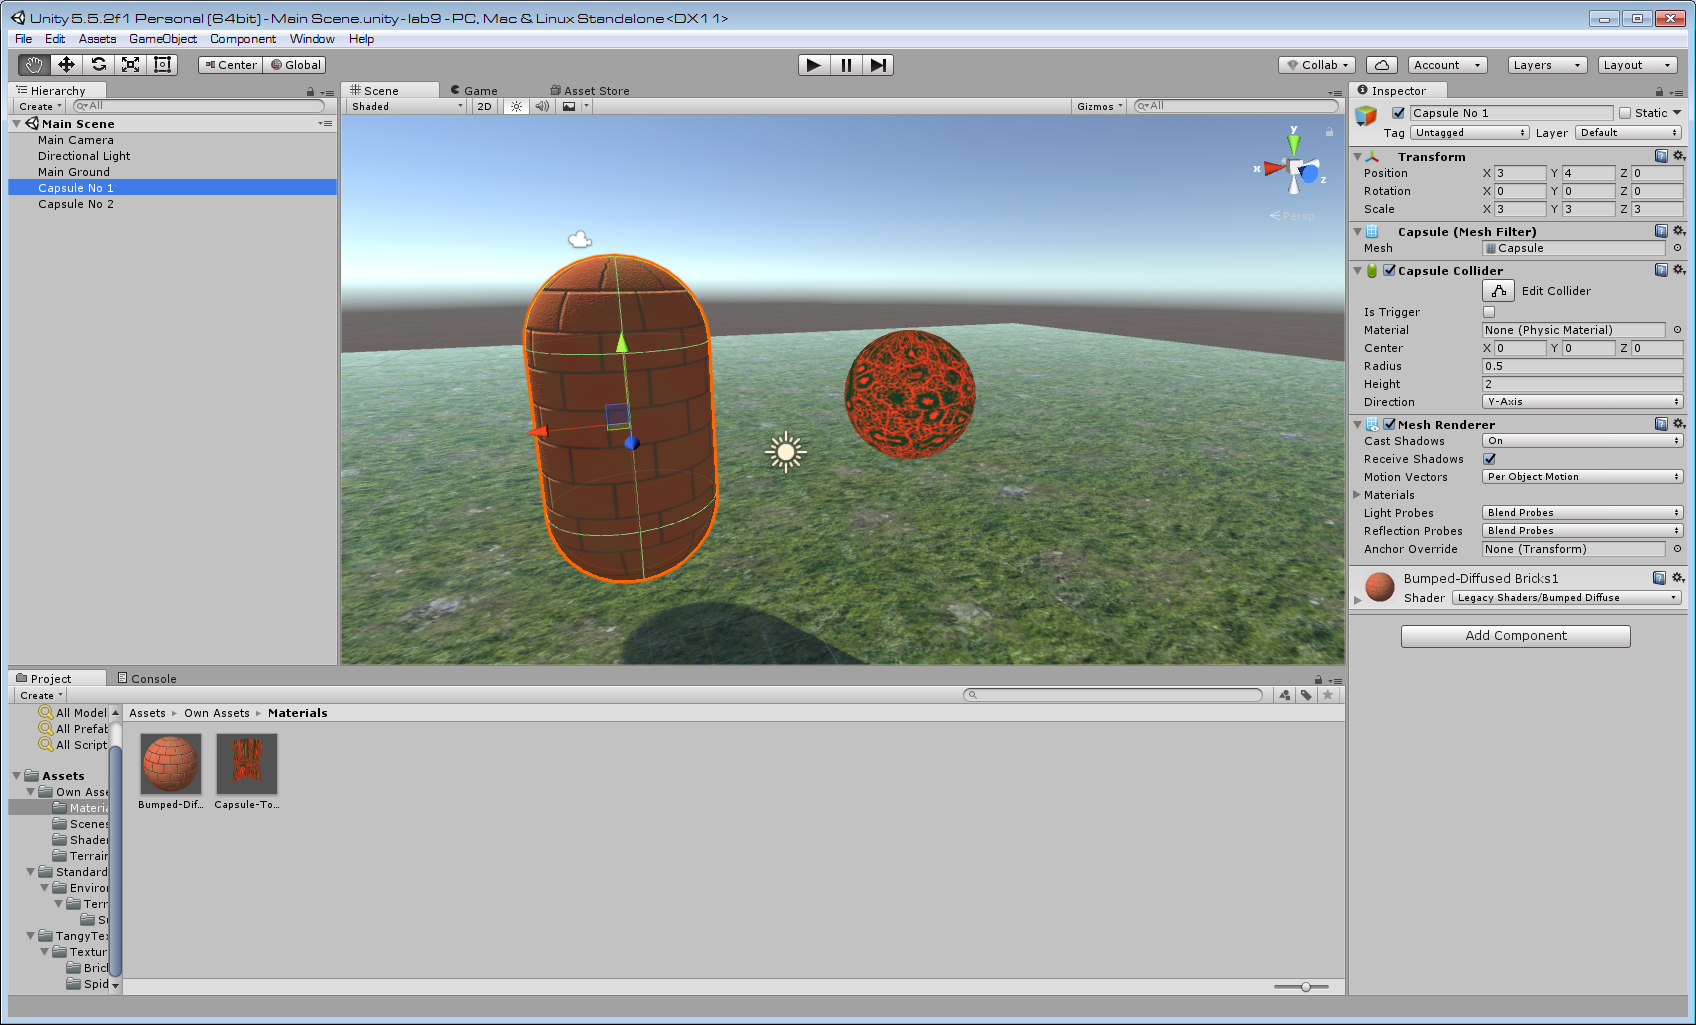 Unity 5.5.2f1 Personal (64bit) - Main Scene.unity - lab9 - PC, Mac & Linux Standalone <DX11>
File Edit Assets GameObject Component Window Help
Center Global
Collab Account Layers Layout
Hierarchy
Create All
Main Scene
Main Camera
Directional Light
Main Ground
Capsule No 1
Capsule No 2
Scene Game Asset Store
Shaded 2D Gizmos All
y
x
z
Persp
Inspector
Capsule No 1 Static
Tag Untagged Layer Default
Transform
Position X 3 Y 4 Z 0
Rotation X 0 Y 0 Z 0
Scale X 3 Y 3 Z 3
Capsule (Mesh Filter)
Mesh Capsule
Capsule Collider
Edit Collider
Is Trigger
Material None (Physic Material)
Center X 0 Y 0 Z 0
Radius 0.5
Height 2
Direction Y-Axis
Mesh Renderer
Cast Shadows On
Receive Shadows
Motion Vectors Per Object Motion
Materials
Light Probes Blend Probes
Reflection Probes Blend Probes
Anchor Override None (Transform)
Bumped-Diffused Bricks1
Shader Legacy Shaders/Bumped Diffuse
Add Component
Project Console
Create
All Model
All Prefab
All Script
Assets
Own Asse
Materia
Scenes
Shader
Terrain
Standard
Enviror
Terr
Su
TangyTex
Textur
Bricl
Spid
Assets ▸ Own Assets ▸ Materials
Bumped-Dif... Capsule-To...